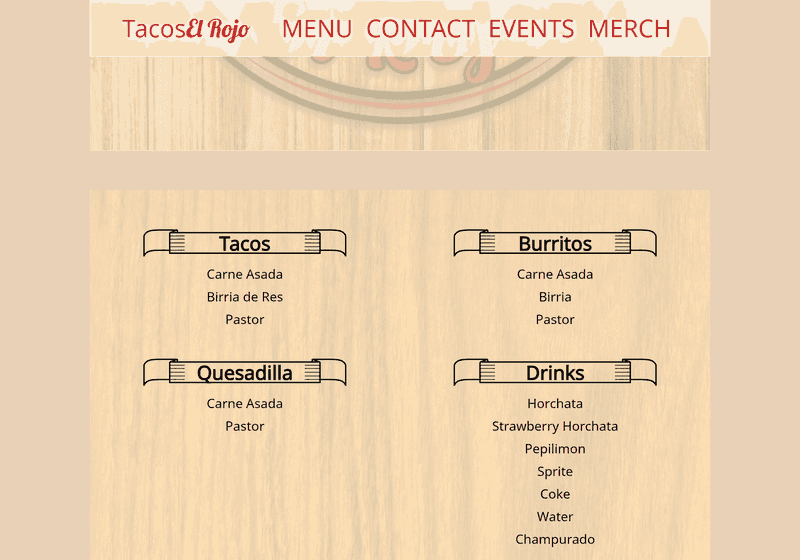 TacosEl Rojo MENU CONTACT EVENTS MERCH
Tacos
Carne Asada
Birria de Res
Pastor
Burritos
Carne Asada
Birria
Pastor
Quesadilla
Carne Asada
Pastor
Drinks
Horchata
Strawberry Horchata
Pepilimon
Sprite
Coke
Water
Champurado